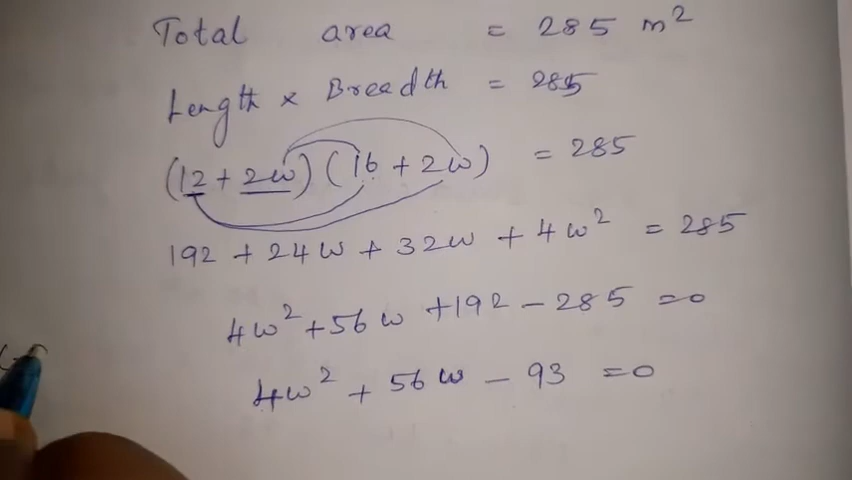 Total area = 285 m²
Length × Breadth = 285
(12 + 2w) (16 + 2w) = 285
192 + 24w + 32w + 4w² = 285
4w² + 56w + 192 - 285 = 0
4w² + 56w - 93 = 0